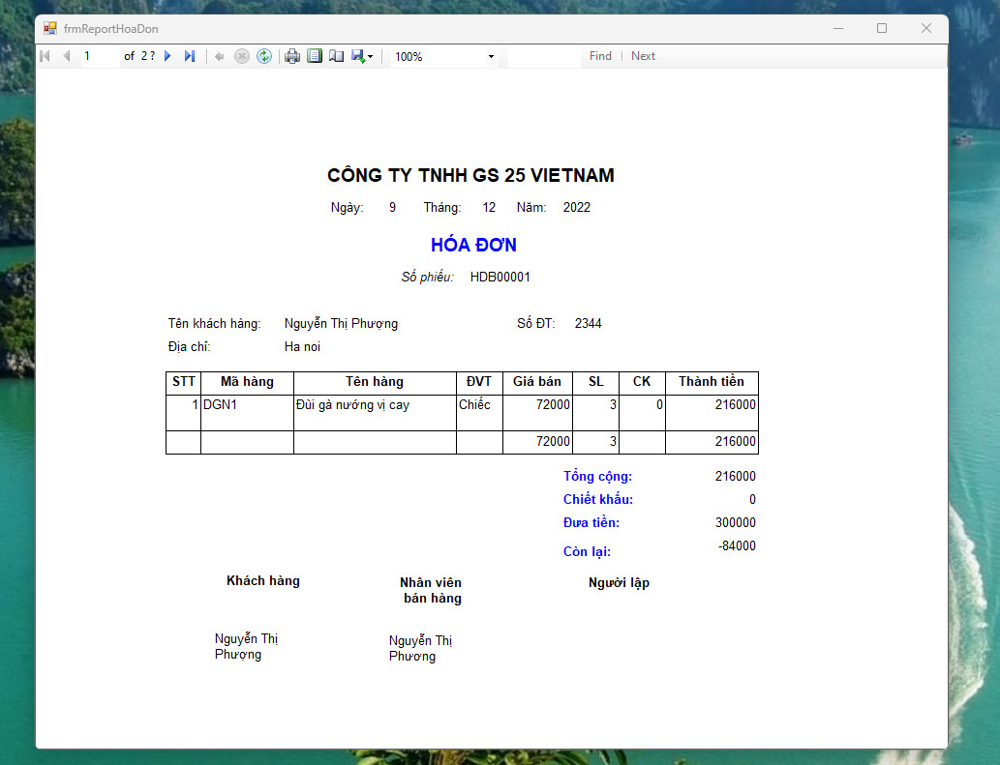 frmReportHoaDon
1 of 2 ? 100% Find Next
CÔNG TY TNHH GS 25 VIETNAM
Ngày: 9 Tháng: 12 Năm: 2022
HÓA ĐƠN
Số phiếu: HDB00001
Tên khách hàng: Nguyễn Thị Phượng Số ĐT: 2344
Địa chỉ: Ha noi
STT Mã hàng Tên hàng ĐVT Giá bán SL CK Thành tiền
1 DGN1 Đùi gà nướng vị cay Chiếc 72000 3 0 216000
72000 3 216000
Tổng cộng: 216000
Chiết khấu: 0
Đưa tiền: 300000
Còn lại: -84000
Khách hàng Nhân viên bán hàng Người lập
Nguyễn Thị Phượng
Nguyễn Thị Phương